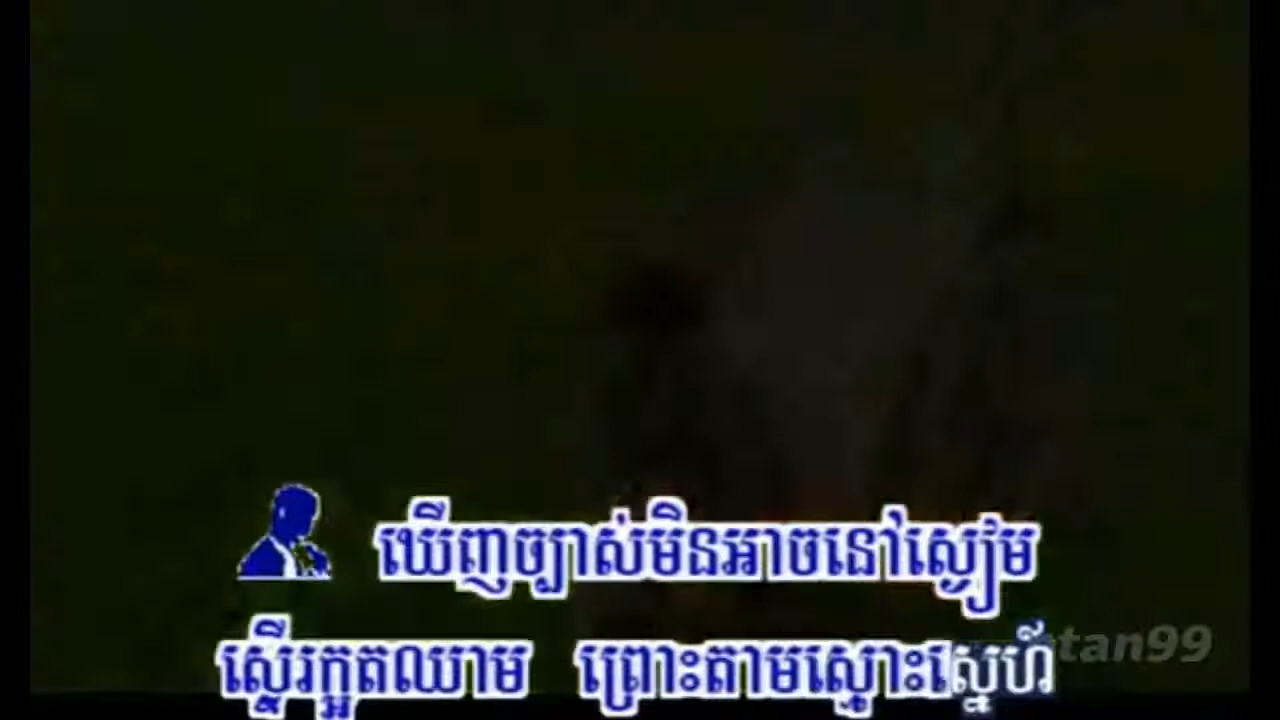 ឃើញច្បាស់មិនអាចនៅស្ងៀម
ស្ទើរក្អួតឈាម ព្រោះតាមស្មោះស្នេហ៍
tan99